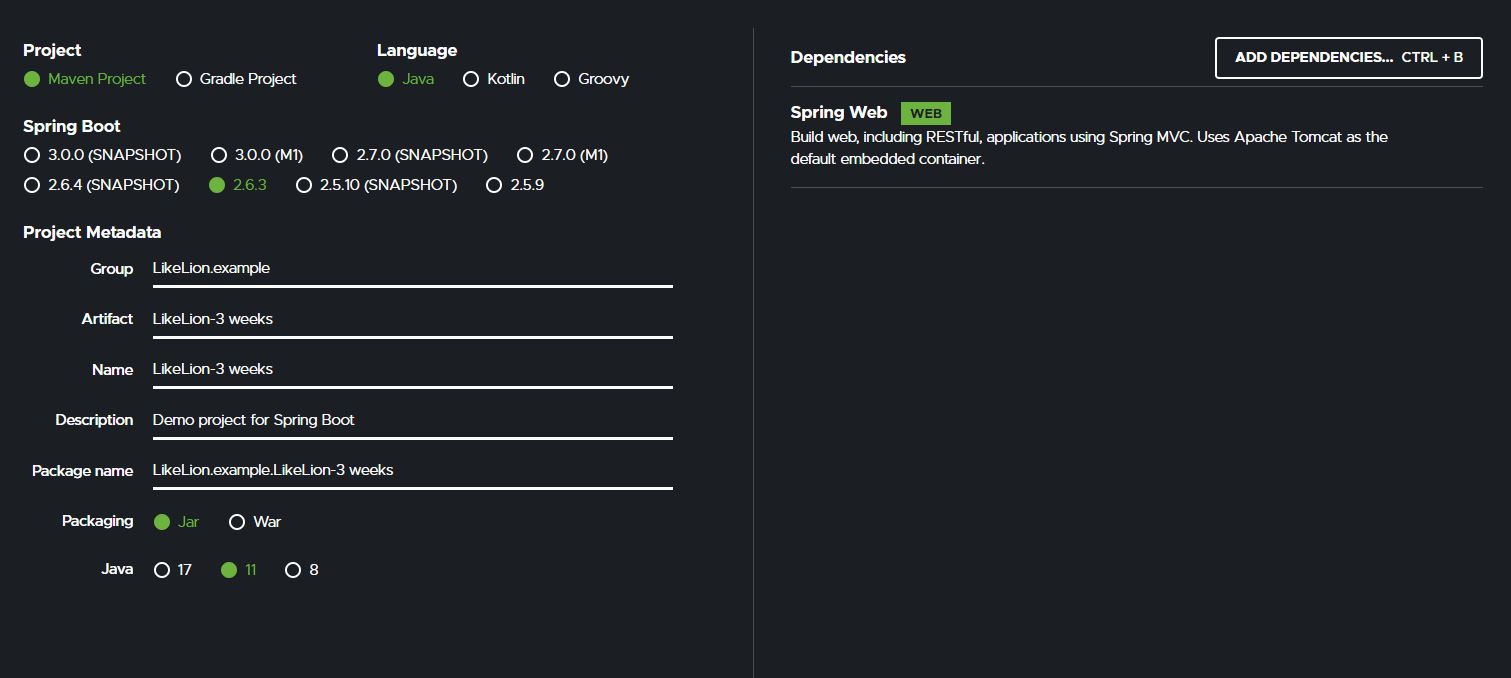 Project
Maven Project Gradle Project
Language
Java Kotlin Groovy
Spring Boot
3.0.0 (SNAPSHOT) 3.0.0 (M1) 2.7.0 (SNAPSHOT) 2.7.0 (M1)
2.6.4 (SNAPSHOT) 2.6.3 2.5.10 (SNAPSHOT) 2.5.9
Project Metadata
Group LikeLion.example
Artifact LikeLion-3 weeks
Name LikeLion-3 weeks
Description Demo project for Spring Boot
Package name LikeLion.example.LikeLion-3 weeks
Packaging Jar War
Java 17 11 8
Dependencies
ADD DEPENDENCIES... CTRL + B
Spring Web WEB
Build web, including RESTful, applications using Spring MVC. Uses Apache Tomcat as the
default embedded container.